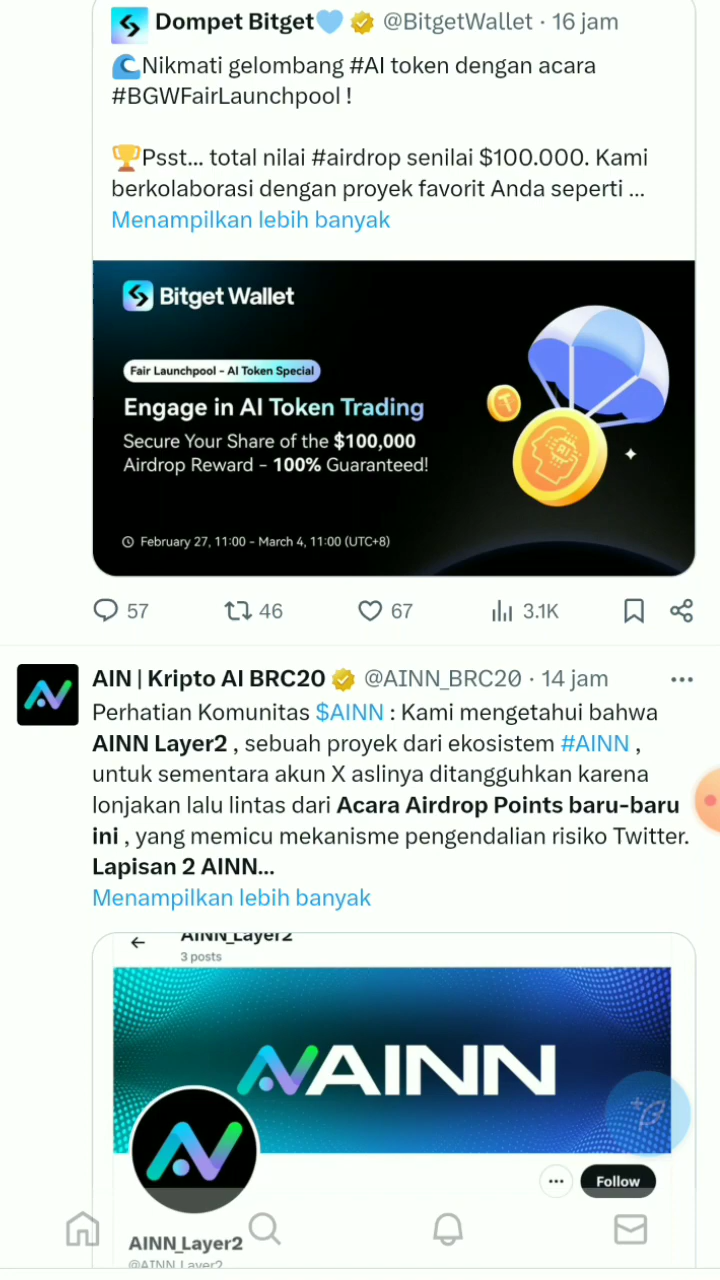 Dompet Bitget🩵 @BitgetWallet · 16 jam
🌊Nikmati gelombang #AI token dengan acara
#BGWFairLaunchpool !
🏆Psst... total nilai #airdrop senilai $100.000. Kami
berkolaborasi dengan proyek favorit Anda seperti ...
Menampilkan lebih banyak
Bitget Wallet
Fair Launchpool - AI Token Special
Engage in AI Token Trading
Secure Your Share of the $100,000
Airdrop Reward – 100% Guaranteed!
February 27, 11:00 - March 4, 11:00 (UTC+8)
AI
57 46 67 3.1K
AIN | Kripto AI BRC20 @AINN_BRC20 · 14 jam
Perhatian Komunitas $AINN : Kami mengetahui bahwa
AINN Layer2 , sebuah proyek dari ekosistem #AINN ,
untuk sementara akun X aslinya ditangguhkan karena
lonjakan lalu lintas dari Acara Airdrop Points baru-baru
ini , yang memicu mekanisme pengendalian risiko Twitter.
Lapisan 2 AINN...
Menampilkan lebih banyak
AINN_Layer2
3 posts
AINN
Follow
AINN_Layer2
@AINN_Layer2